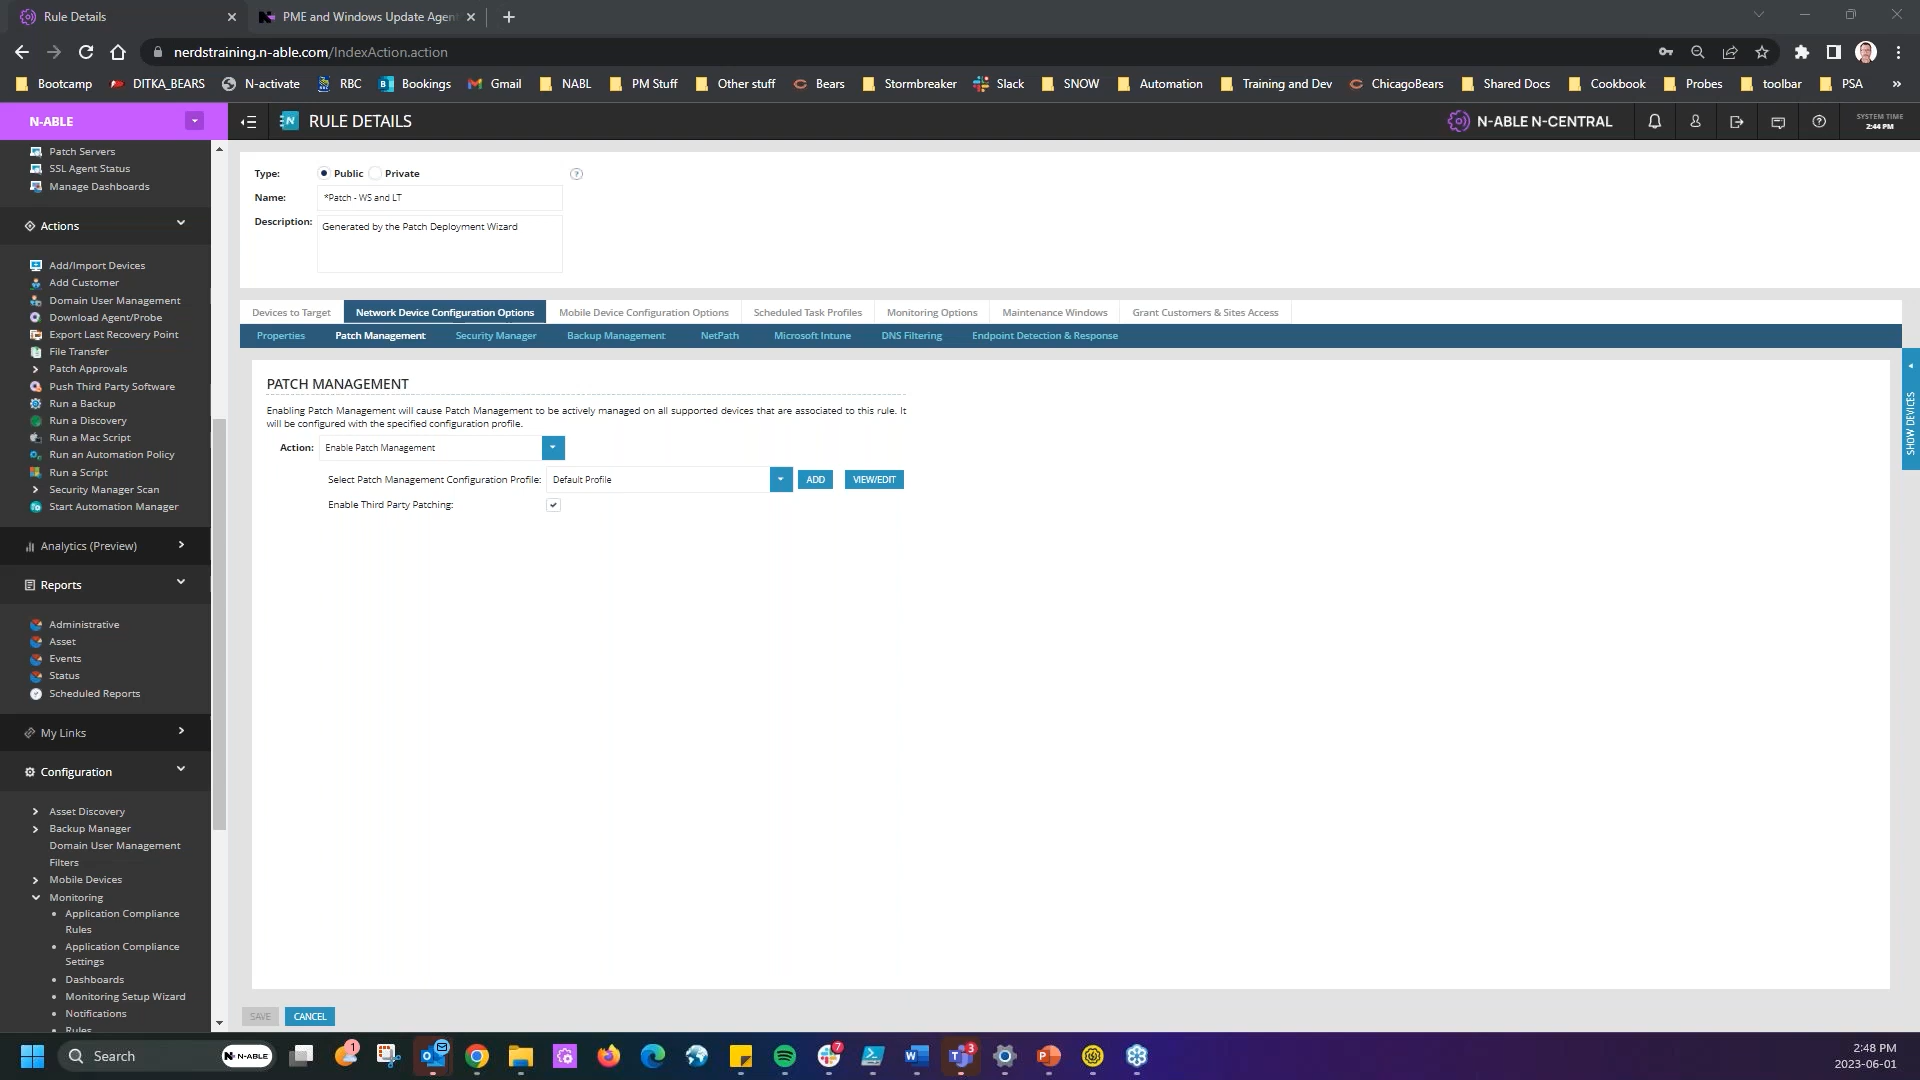 Rule Details
PME and Windows Update Agen
nerdstraining.n-able.com/IndexAction.action
Bootcamp
DITKA_BEARS
N-activate
RBC
Bookings
Gmail
NABL
PM Stuff
Other stuff
Bears
Stormbreaker
Slack
SNOW
Automation
Training and Dev
ChicagoBears
Shared Docs
Cookbook
Probes
toolbar
PSA
»
N-ABLE
RULE DETAILS
N-ABLE N-CENTRAL
SYSTEM TIME
2:44 PM
Patch Servers
SSL Agent Status
Manage Dashboards
Actions
Add/Import Devices
Add Customer
Domain User Management
Download Agent/Probe
Export Last Recovery Point
File Transfer
Patch Approvals
Push Third Party Software
Run a Backup
Run a Discovery
Run a Mac Script
Run an Automation Policy
Run a Script
Security Manager Scan
Start Automation Manager
Analytics (Preview)
Reports
Administrative
Asset
Events
Status
Scheduled Reports
My Links
Configuration
Asset Discovery
Backup Manager
Domain User Management
Filters
Mobile Devices
Monitoring
Application Compliance
Rules
Application Compliance
Settings
Dashboards
Monitoring Setup Wizard
Notifications
Rules
Type: Public Private ?
Name: *Patch - WS and LT
Description: Generated by the Patch Deployment Wizard
Devices to Target
Network Device Configuration Options
Mobile Device Configuration Options
Scheduled Task Profiles
Monitoring Options
Maintenance Windows
Grant Customers & Sites Access
Properties
Patch Management
Security Manager
Backup Management
NetPath
Microsoft Intune
DNS Filtering
Endpoint Detection & Response
PATCH MANAGEMENT
Enabling Patch Management will cause Patch Management to be actively managed on all supported devices that are associated to this rule. It
will be configured with the specified configuration profile.
Action: Enable Patch Management
Select Patch Management Configuration Profile: Default Profile ADD VIEW/EDIT
Enable Third Party Patching:
SHOW DEVICES
SAVE CANCEL
Search
N-ABLE
1
7
3
2:48 PM
2023-06-01